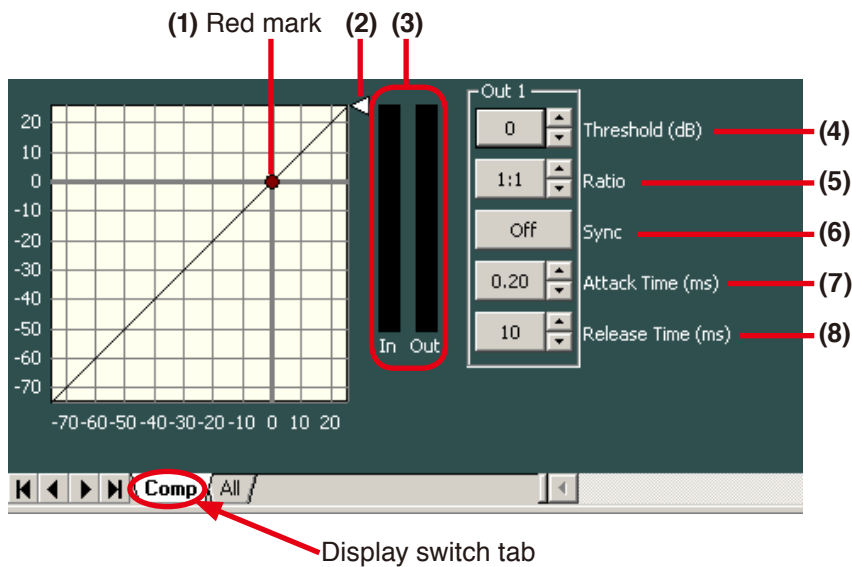 (1) Red mark (2) (3)
Out 1
20
10
0
-10
-20
-30
-40
-50
-60
-70
-70 -60 -50 -40 -30 -20 -10 0 10 20
In Out
0 Threshold (dB) (4)
1:1 Ratio (5)
Off Sync (6)
0.20 Attack Time (ms) (7)
10 Release Time (ms) (8)
Comp All
Display switch tab